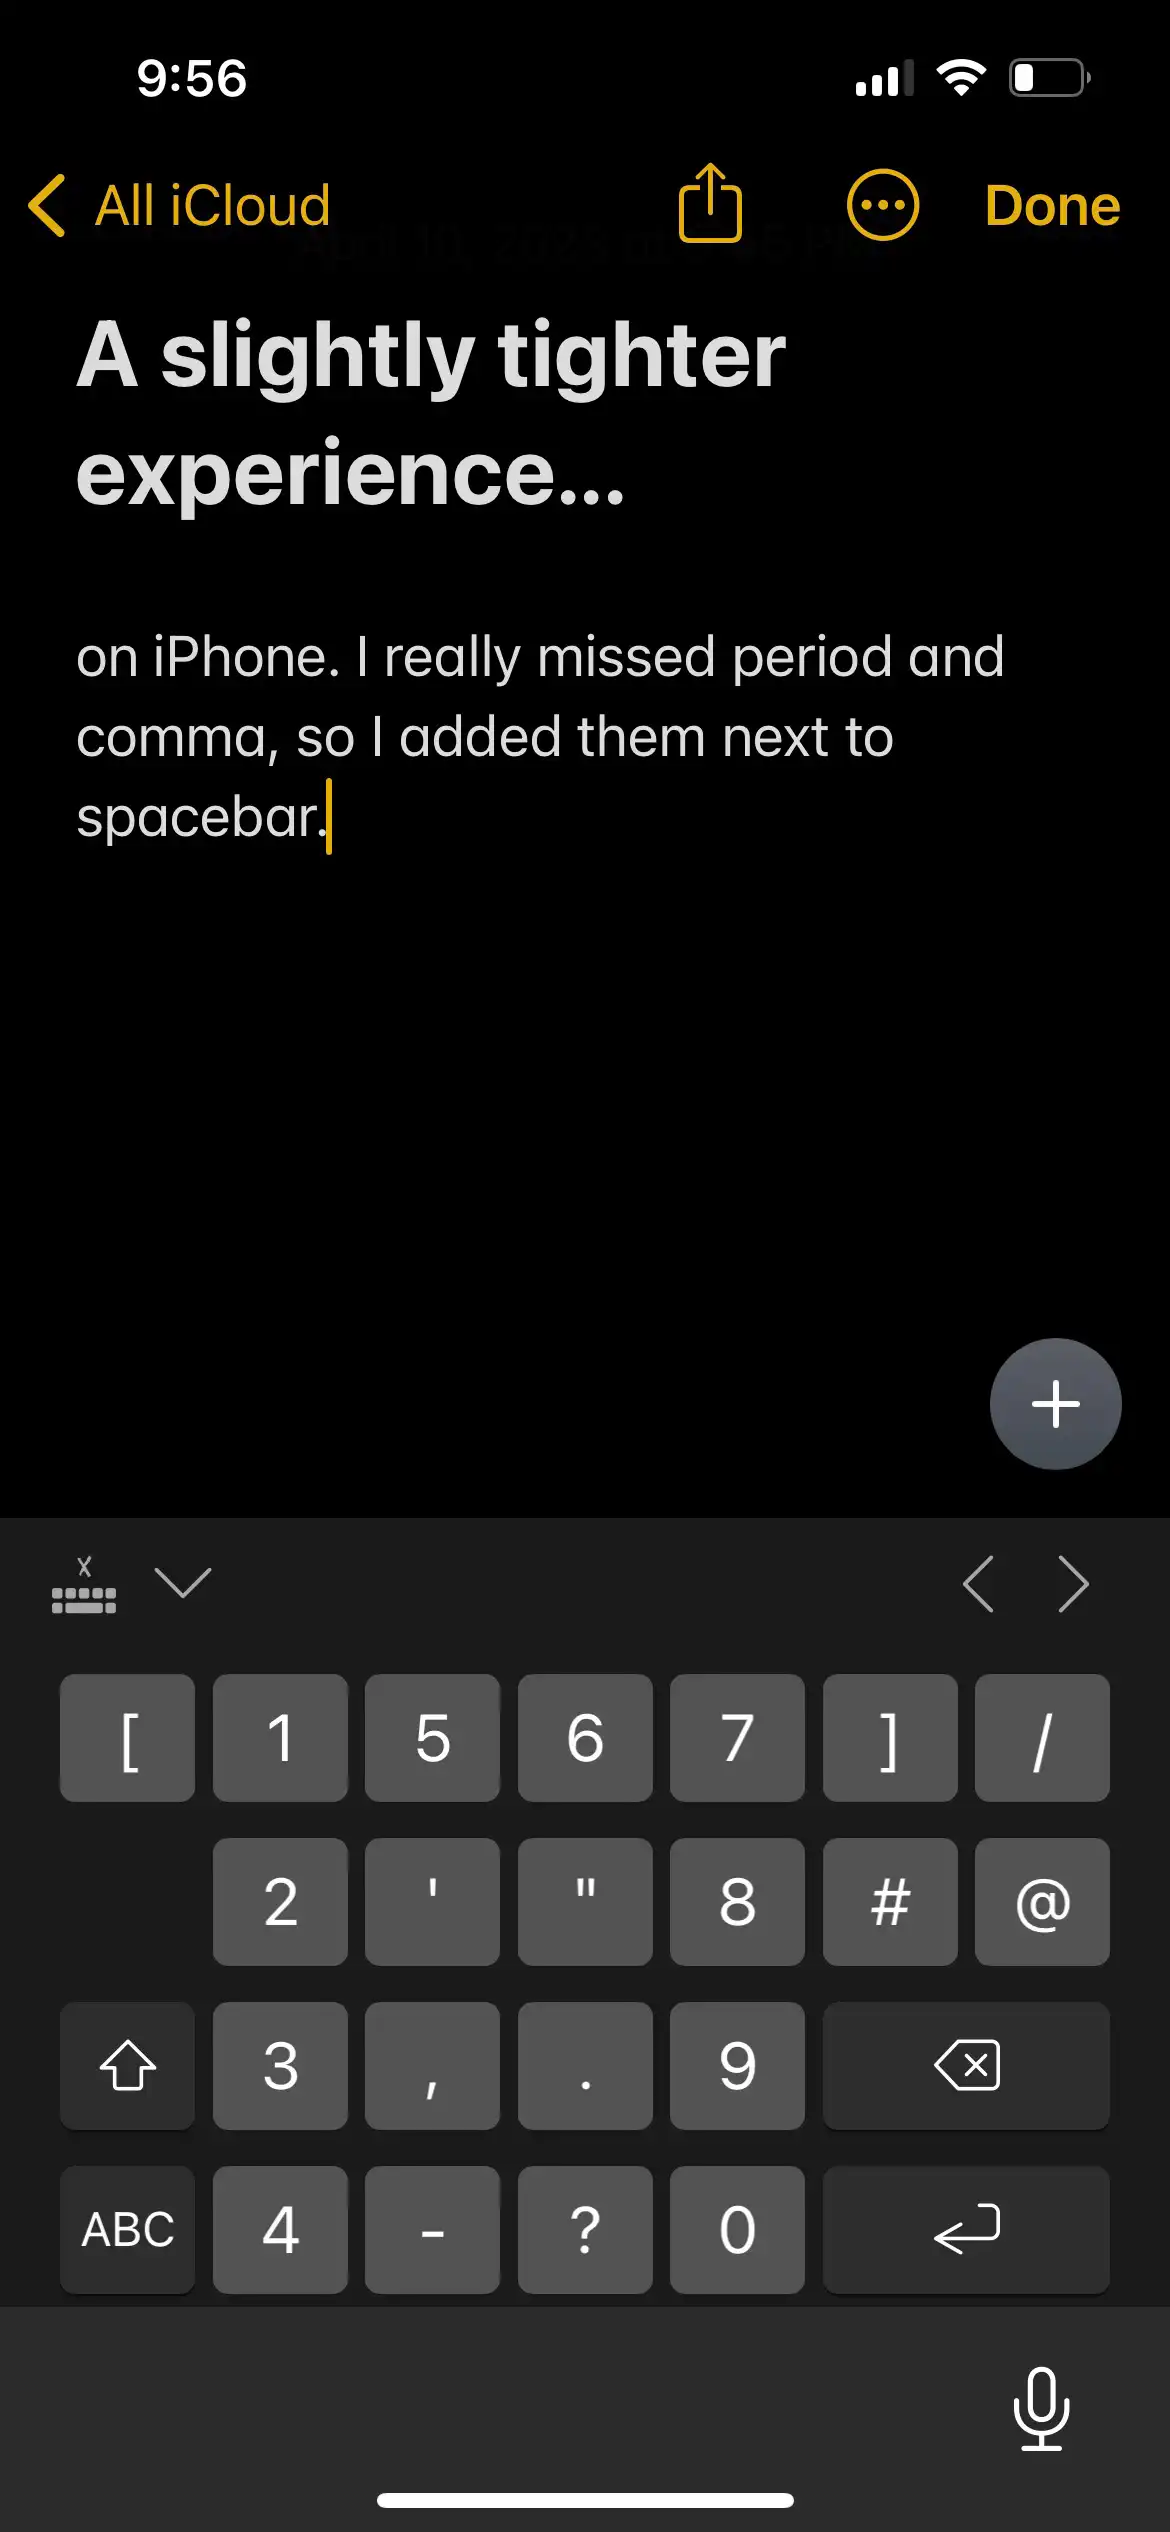 9:56
All iCloud
Done
A slightly tighter
experience...
on iPhone. I really missed period and
comma, so I added them next to
spacebar.
[ 1 5 6 7 ] /
2 ' " 8 # @
3 , . 9
ABC 4 - ? 0